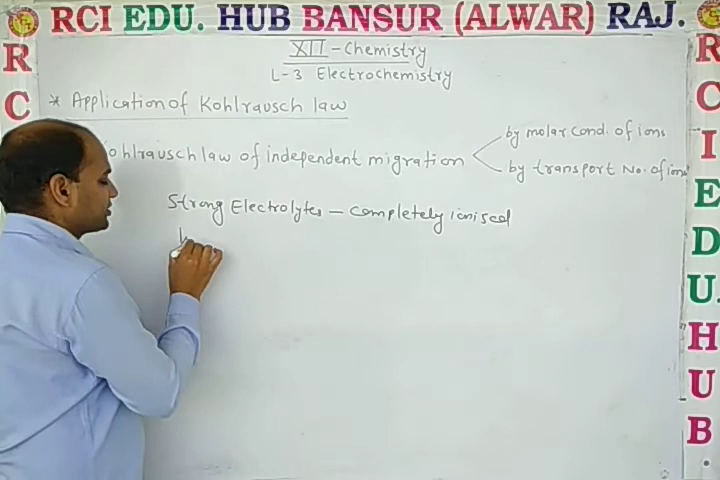 RCI EDU. HUB BANSUR (ALWAR) RAJ.
XII - Chemistry
L-3 Electrochemistry
* Application of Kohlrausch law
ohlrausch law of independent migration
by molar cond. of ions
by transport No. of ions
Strong Electrolytes - completely ionised
R
C
R
C
I
E
D
U.
H
U
B
.